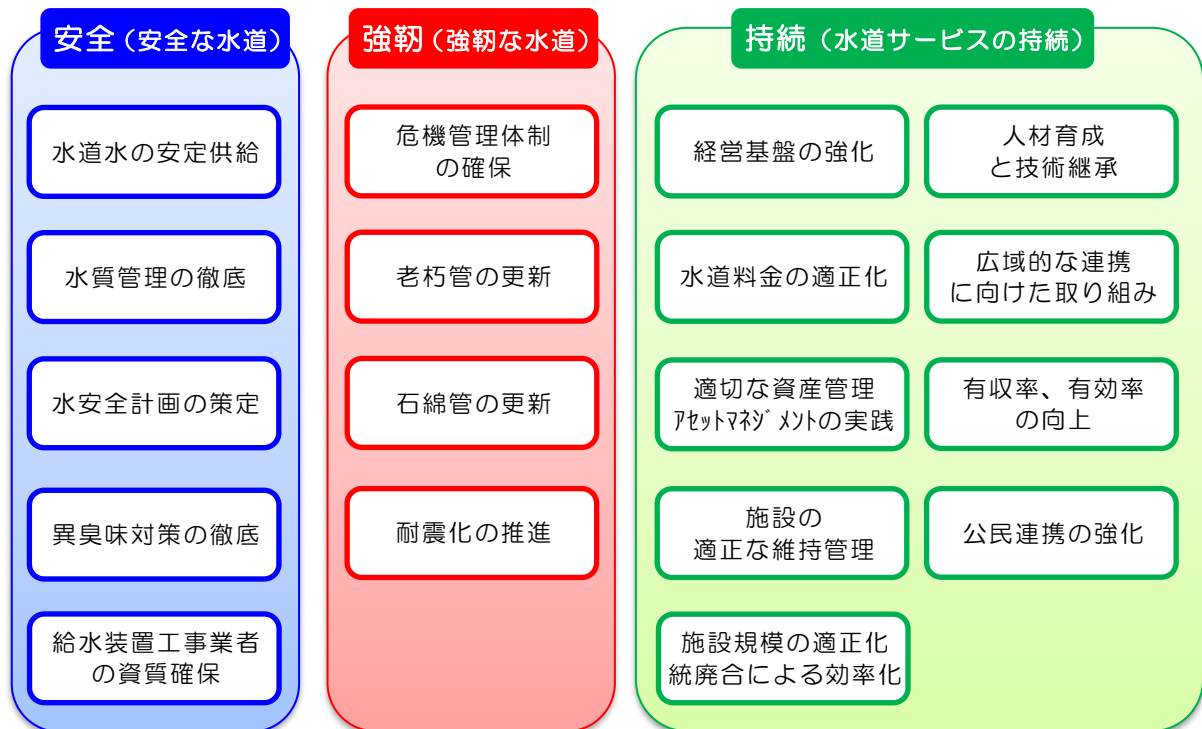 安全（安全な水道）
水道水の安定供給
水質管理の徹底
水安全計画の策定
異臭味対策の徹底
給水装置工事業者
の資質確保
強靭（強靭な水道）
危機管理体制
の確保
老朽管の更新
石綿管の更新
耐震化の推進
持続（水道サービスの持続）
経営基盤の強化
水道料金の適正化
適切な資産管理
ｱｾｯﾄﾏﾈｼﾞﾒﾝﾄの実践
施設の
適正な維持管理
施設規模の適正化
統廃合による効率化
人材育成
と技術継承
広域的な連携
に向けた取り組み
有収率、有効率
の向上
公民連携の強化